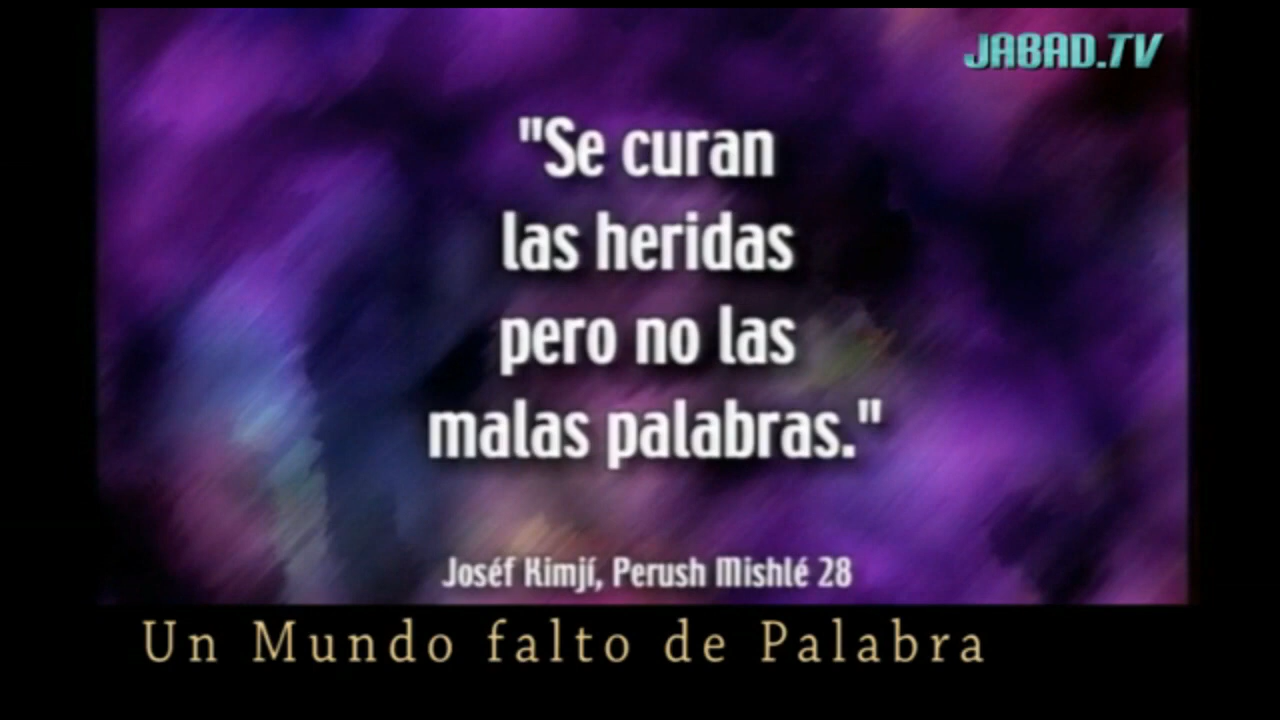 JABAD.TV
"Se curan
las heridas
pero no las
malas palabras."
Joséf Kimjí, Perush Mishlé 28
Un Mundo falto de Palabra